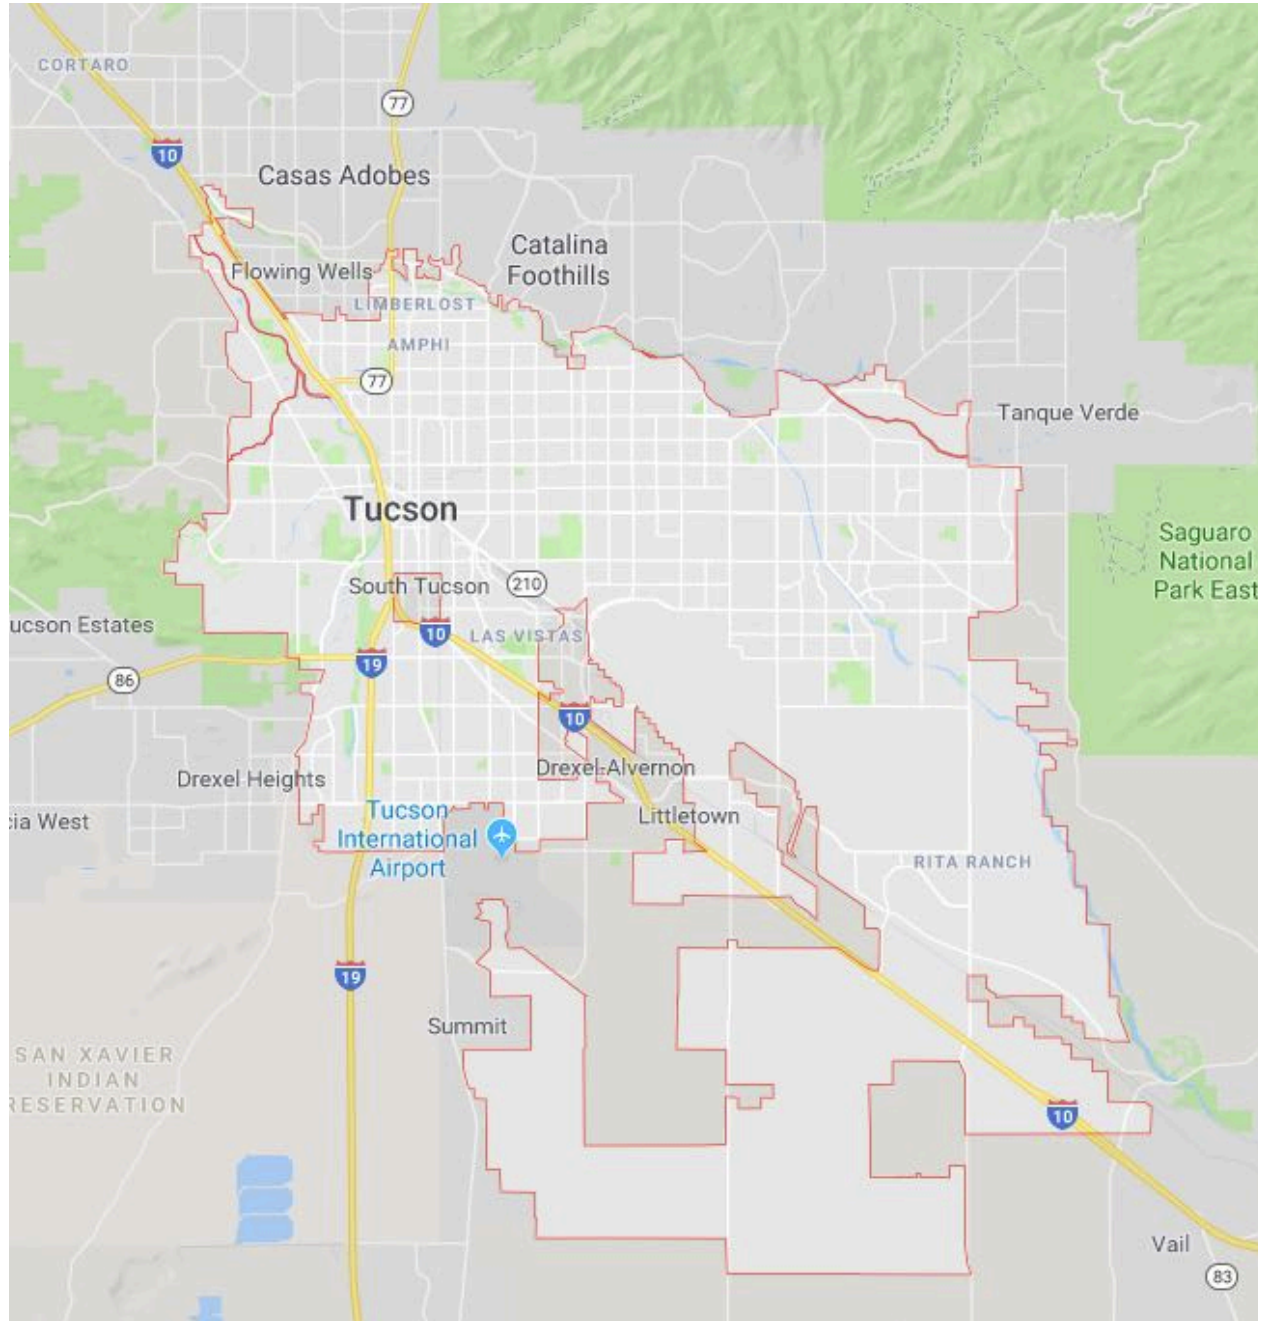 CORTARO
77
10
Casas Adobes
Catalina
Foothills
Flowing Wells
LIMBERLOST
AMPHI
77
Tanque Verde
Tucson
Saguaro
National
Park East
South Tucson
210
ucson Estates
10
LAS VISTAS
19
86
10
Drexel Heights
Drexel-Alvernon
cia West
Tucson
International
Airport
Littletown
RITA RANCH
19
Summit
SAN XAVIER
INDIAN
RESERVATION
10
Vail
83